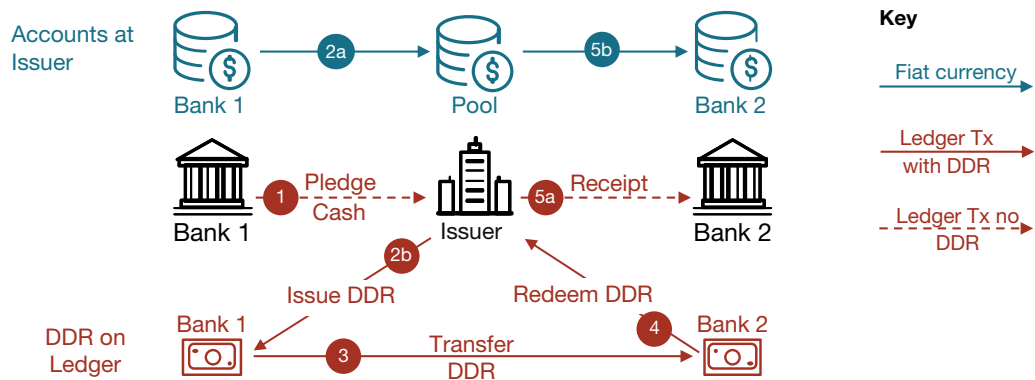 Accounts at
Issuer
2a
5b
$
$
$
Bank 1
Pool
Bank 2
1
Pledge
Cash
5a
Receipt
Bank 1
Issuer
Bank 2
2b
Issue DDR
Redeem DDR
4
DDR on
Ledger
Bank 1
3
Transfer
DDR
Bank 2
Key
Fiat currency
Ledger Tx
with DDR
Ledger Tx no
DDR